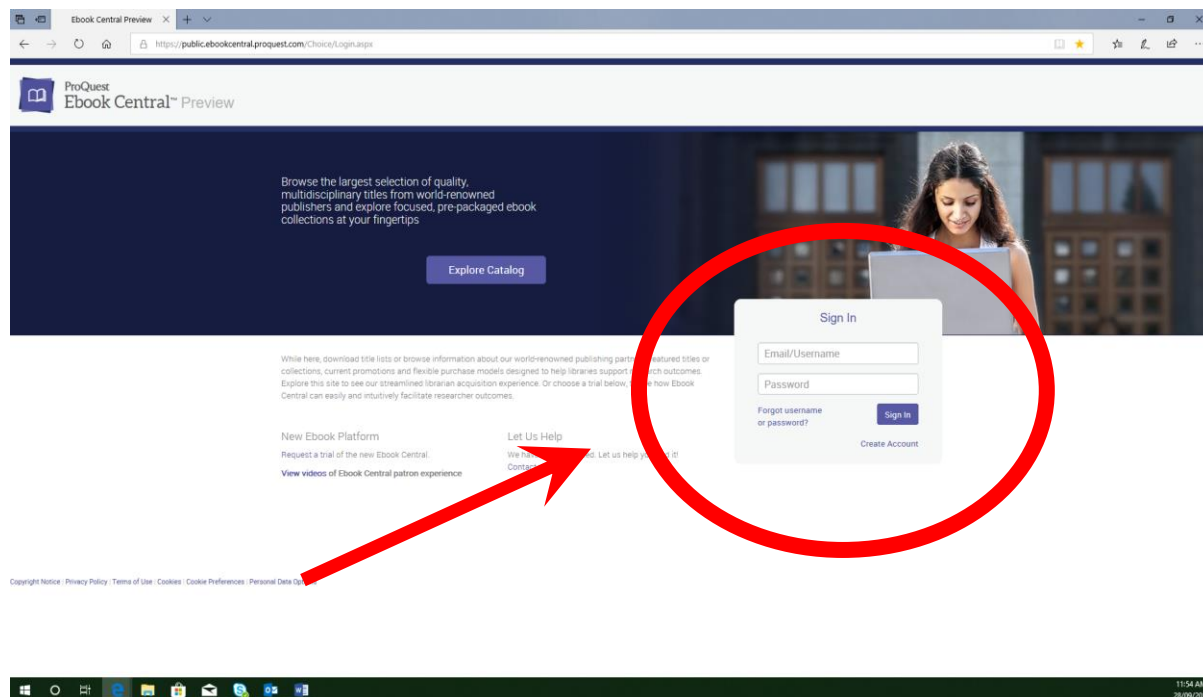 Ebook Central Preview
https://public.ebookcentral.proquest.com/Choice/Login.aspx
ProQuest
Ebook Central™ Preview
Browse the largest selection of quality,
multidisciplinary titles from world-renowned
publishers and explore focused, pre-packaged ebook
collections at your fingertips
Explore Catalog
Sign In
Email/Username
Password
Forgot username
or password?
Sign In
Create Account
While here, download title lists or browse information about our world-renowned publishing partners, featured titles or
collections, current promotions and flexible purchase models designed to help libraries support research outcomes.
Explore this site to see our streamlined librarian acquisition experience. Or choose a trial below, to see how Ebook
Central can easily and intuitively facilitate researcher outcomes.
New Ebook Platform
Request a trial of the new Ebook Central.
View videos of Ebook Central patron experience
Let Us Help
We have Let us help you it!
Contact
Copyright Notice | Privacy Policy | Terms of Use | Cookies | Cookie Preferences | Personal Data
11:54 AM